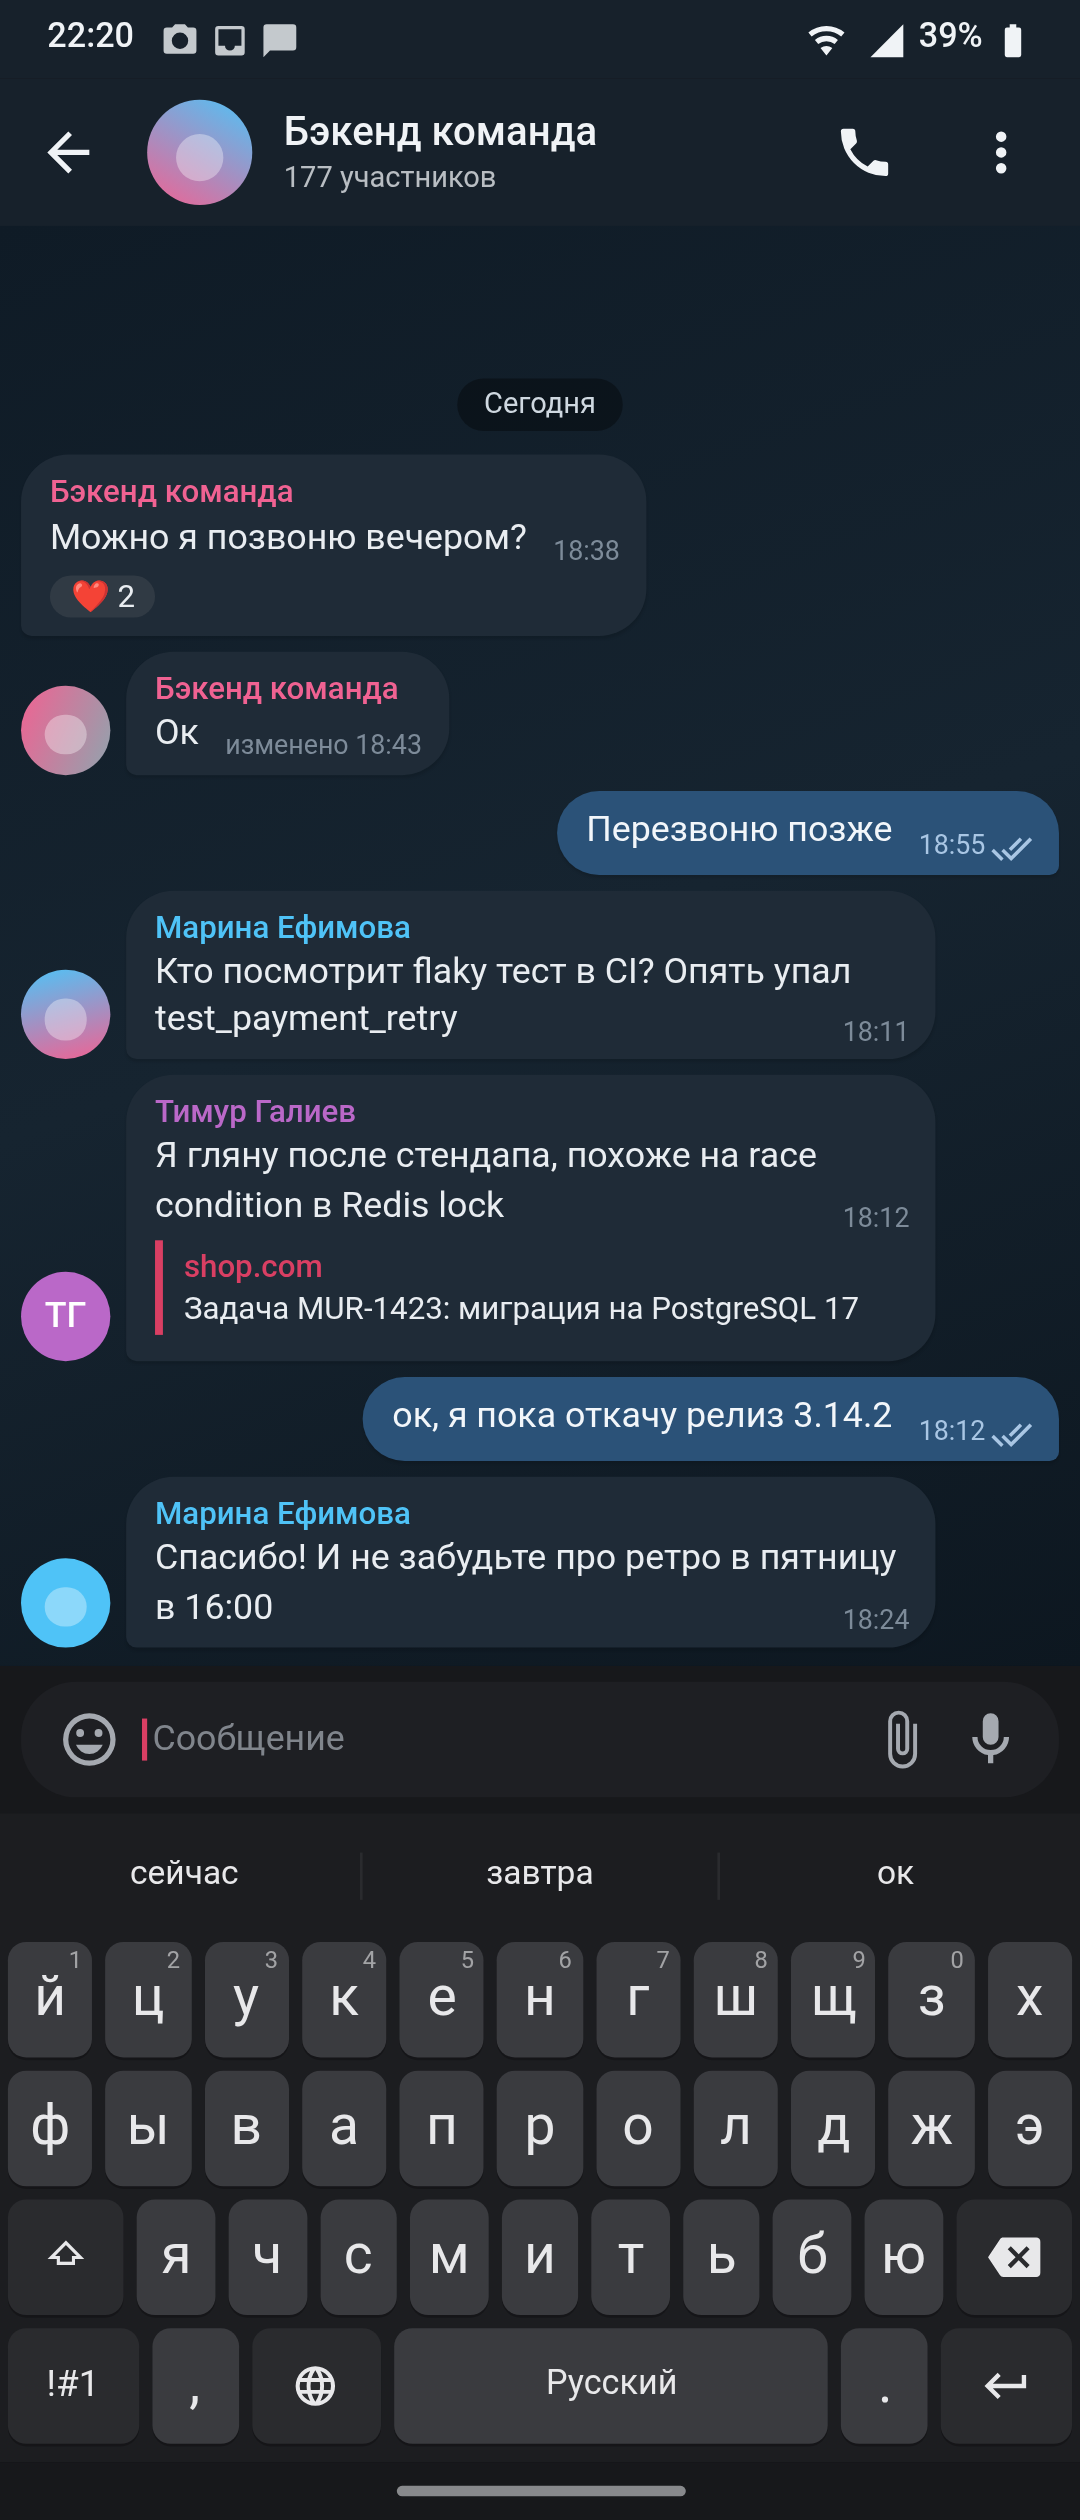 22:20
39%
Бэкенд команда
177 участников
Сегодня
Бэкенд команда
Можно я позвоню вечером? 18:38
❤️ 2
Бэкенд команда
Ок изменено 18:43
Перезвоню позже 18:55
Марина Ефимова
Кто посмотрит flaky тест в CI? Опять упал
test_payment_retry 18:11
Тимур Галиев
Я гляну после стендапа, похоже на race
condition в Redis lock 18:12
shop.com
Задача MUR-1423: миграция на PostgreSQL 17
ТГ
ок, я пока откачу релиз 3.14.2 18:12
Марина Ефимова
Спасибо! И не забудьте про ретро в пятницу
в 16:00 18:24
Сообщение
сейчас завтра ок
1 2 3 4 5 6 7 8 9 0
й ц у к е н г ш щ з х
ф ы в а п р о л д ж э
я ч с м и т ь б ю
!#1 , Русский .